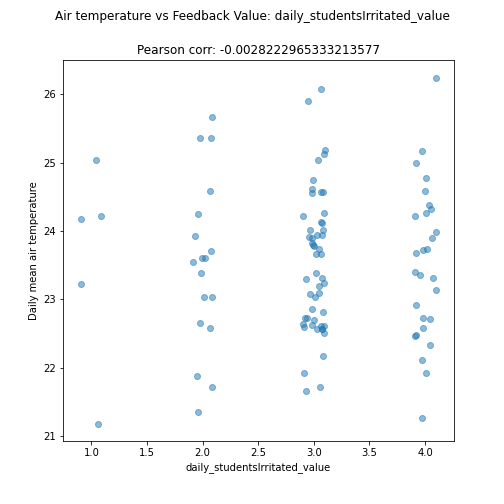 Air temperature vs Feedback Value: daily_studentsIrritated_value
Pearson corr: -0.0028222965333213577
26
25
24
23
22
21
Daily mean air temperature
1.0 1.5 2.0 2.5 3.0 3.5 4.0
daily_studentsIrritated_value